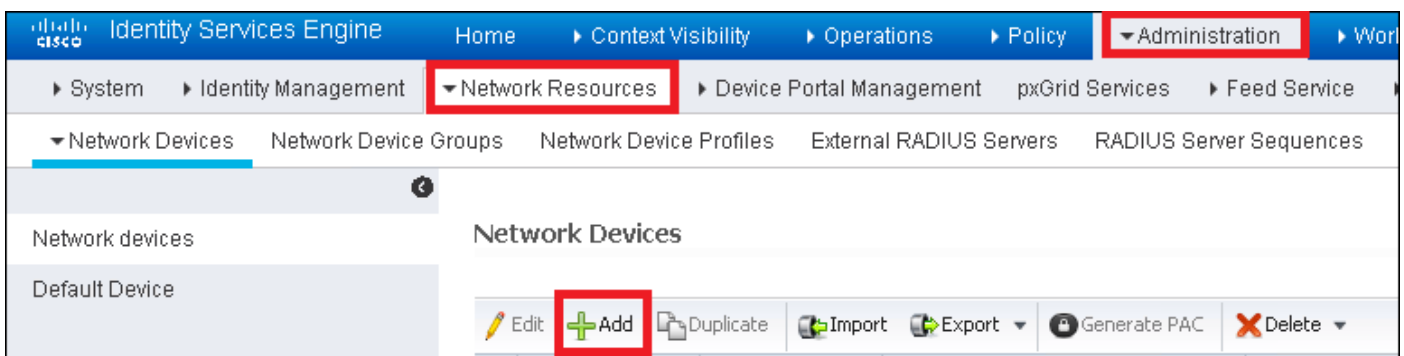 cisco Identity Services Engine Home Context Visibility Operations Policy Administration
System Identity Management Network Resources Device Portal Management pxGrid Services Feed Service
Network Devices Network Device Groups Network Device Profiles External RADIUS Servers RADIUS Server Sequences
Network devices
Network Devices
Default Device
Edit Add Duplicate Import Export Generate PAC Delete